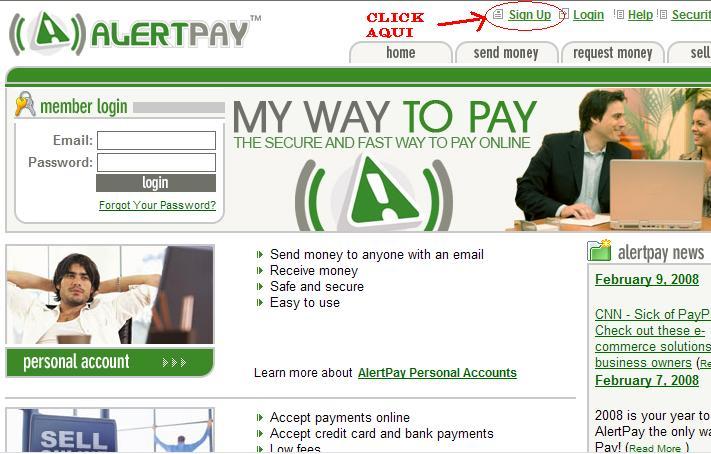 ALERTPAY™
CLICK AQUI
Sign Up
Login
Help
Securit
home
send money
request money
sell
member login
Email:
Password:
login
Forgot Your Password?
MY WAY TO PAY
THE SECURE AND FAST WAY TO PAY ONLINE
personal account
Send money to anyone with an email
Receive money
Safe and secure
Easy to use
Learn more about AlertPay Personal Accounts
alertpay news
February 9, 2008
CNN - Sick of PayP
Check out these e-
commerce solutions
business owners (Re
February 7, 2008
2008 is your year to
AlertPay the only wa
Pay! (Read More )
SELL
Accept payments online
Accept credit card and bank payments
Low fees